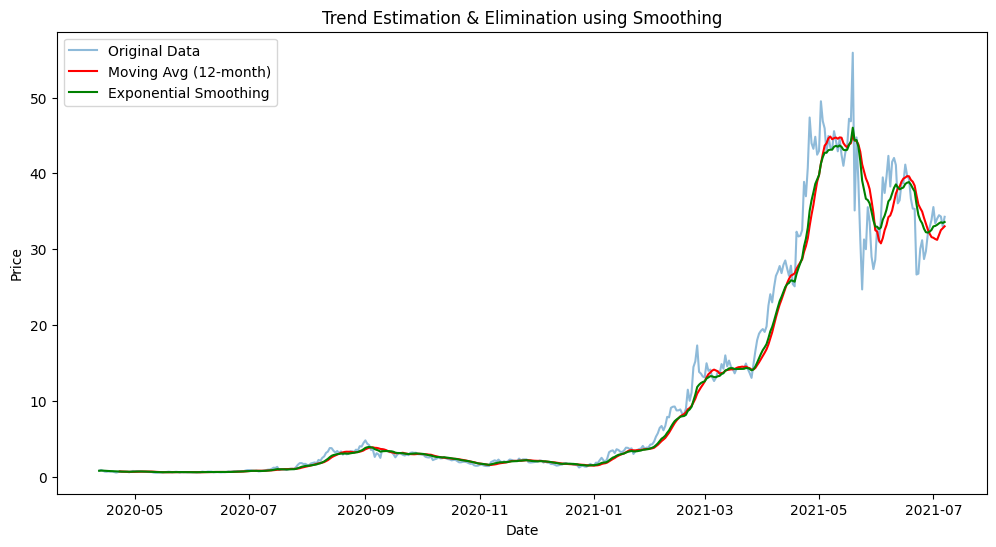 Trend Estimation & Elimination using Smoothing
Original Data
Moving Avg (12-month)
Exponential Smoothing
Price
50
40
30
20
10
0
2020-05 2020-07 2020-09 2020-11 2021-01 2021-03 2021-05 2021-07
Date